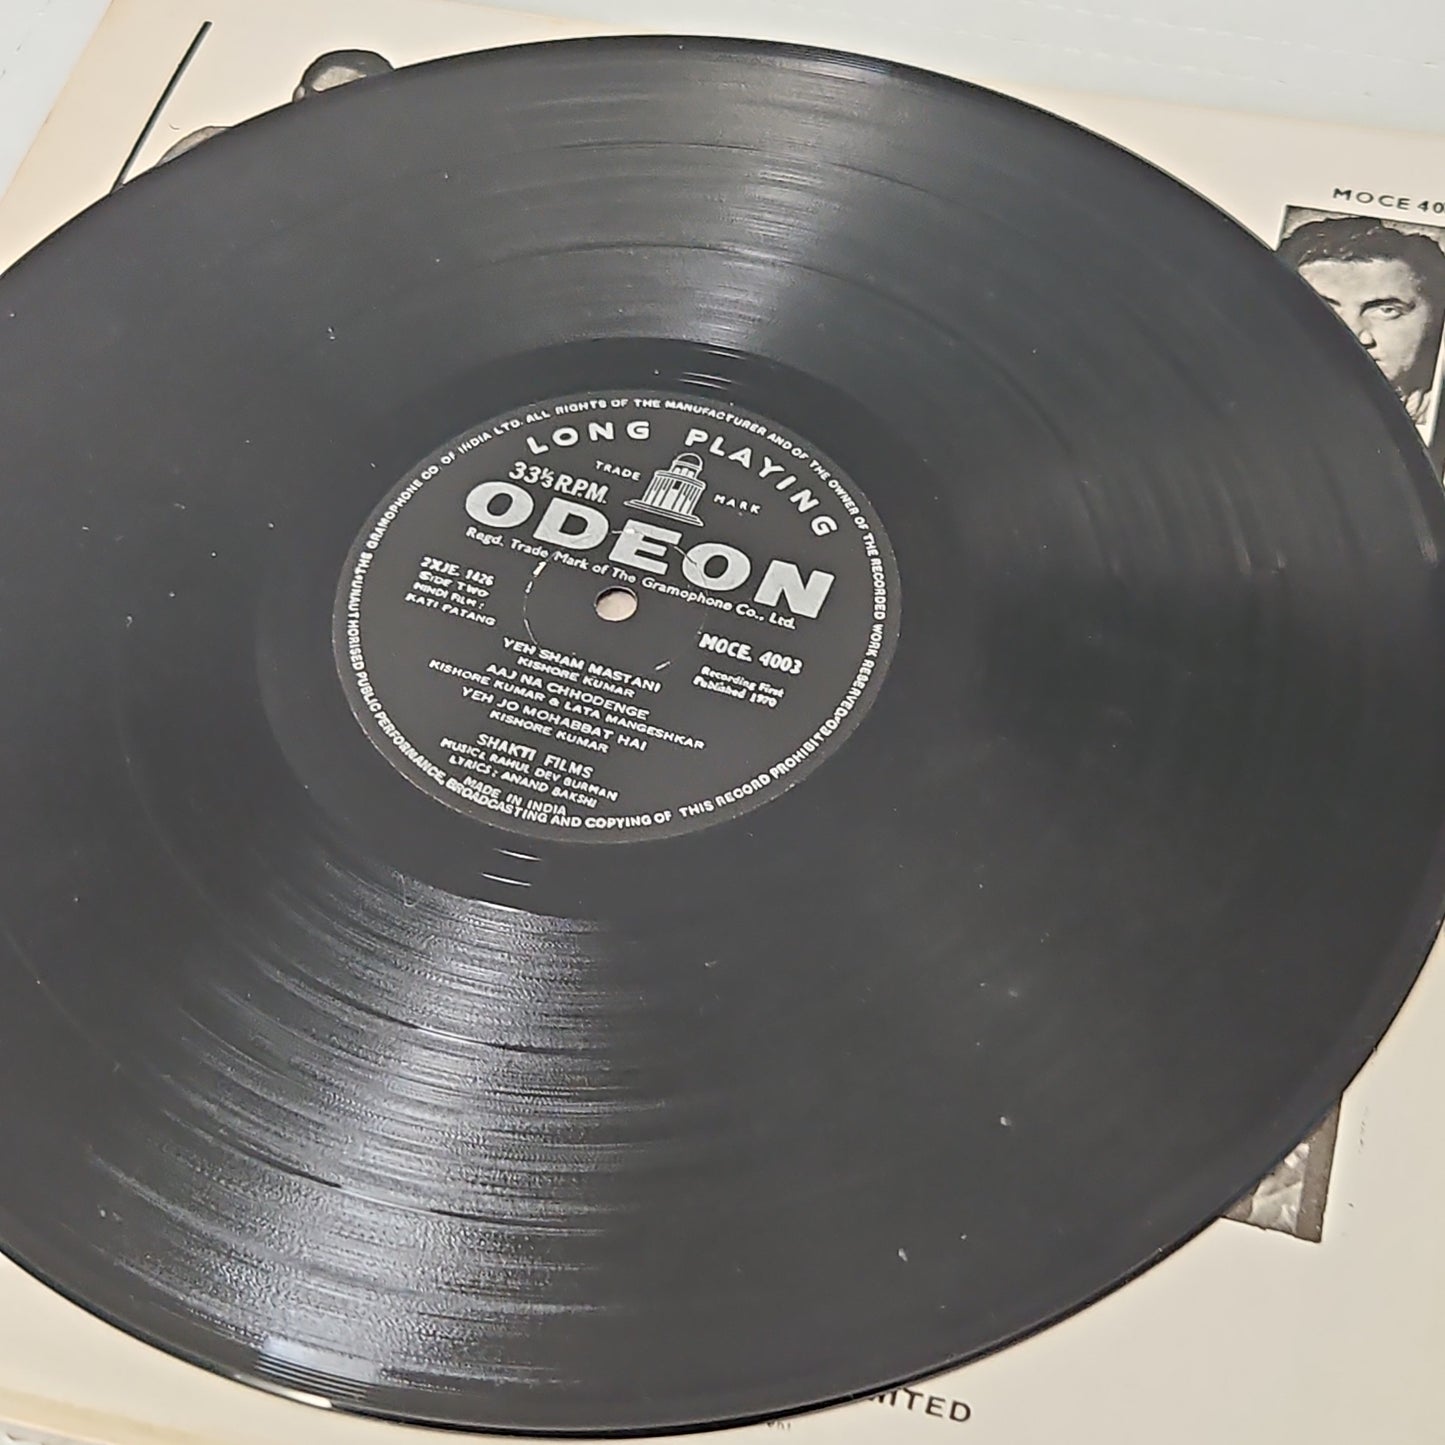 MOCE 40
THE GRAMOPHONE CO OF INDIA LTD. ALL RIGHTS OF THE MANUFACTURER AND OF THE OWNER OF THE RECORDED WORK RESERVED
UNAUTHORISED PUBLIC PERFORMANCE, BROADCASTING AND COPYING OF THIS RECORD PROHIBITED
LONG PLAYING
33⅓ R.P.M.
TRADE MARK
ODEON
Regd. Trade Mark of The Gramophone Co., Ltd.
2XJE. 1426
SIDE TWO
HINDI FILM :
KATI PATANG
MOCE. 4003
Recording First
Published 1970
YEH SHAM MASTANI
KISHORE KUMAR
AAJ NA CHHODENGE
KISHORE KUMAR & LATA MANGESHKAR
YEH JO MOHABBAT HAI
KISHORE KUMAR
SHAKTI FILMS
MUSIC: RAHUL DEV BURMAN
LYRICS: ANAND BAKSHI
MADE IN INDIA
MITED